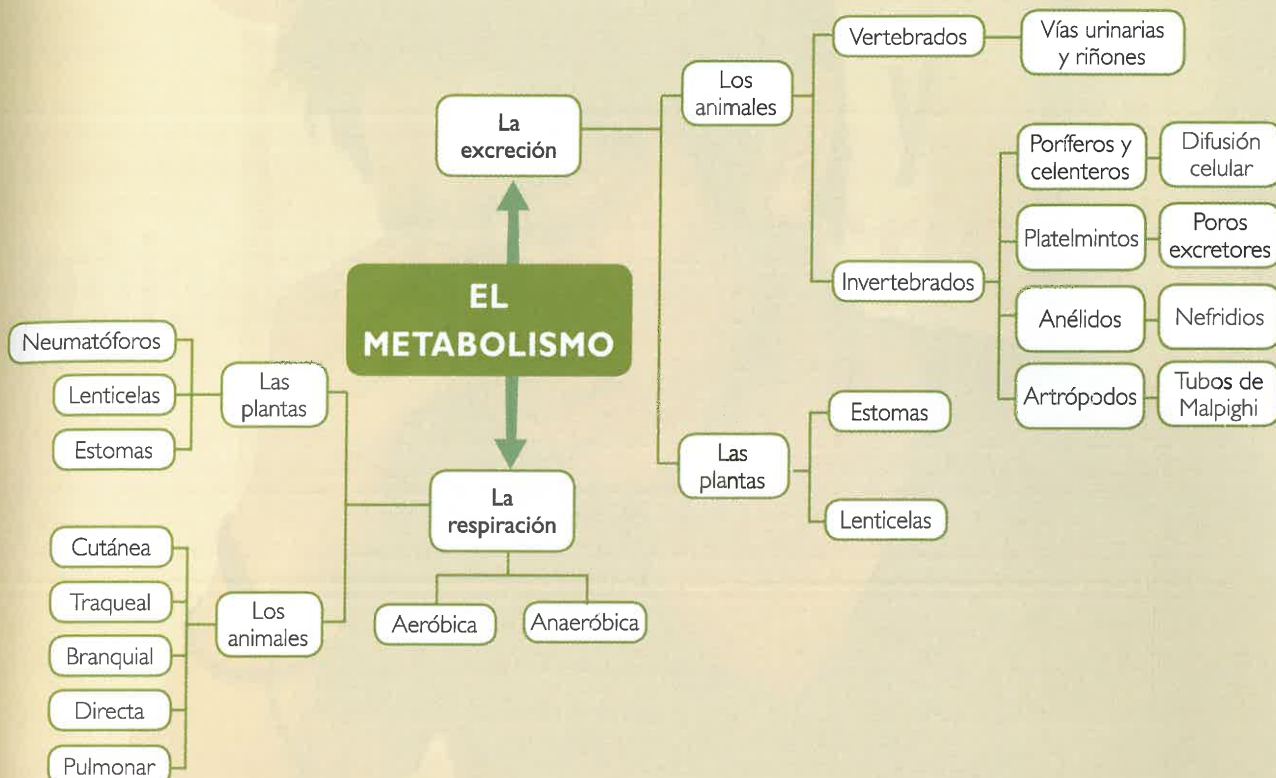 EL
METABOLISMO
La
excreción
Los
animales
Vertebrados
Vías urinarias
y riñones
Invertebrados
Poríferos y
celenteros
Difusión
celular
Platelmintos
Poros
excretores
Anélidos
Nefridios
Artrópodos
Tubos de
Malpighi
Las
plantas
Estomas
Lenticelas
La
respiración
Aeróbica
Anaeróbica
Las
plantas
Neumatóforos
Lenticelas
Estomas
Los
animales
Cutánea
Traqueal
Branquial
Directa
Pulmonar